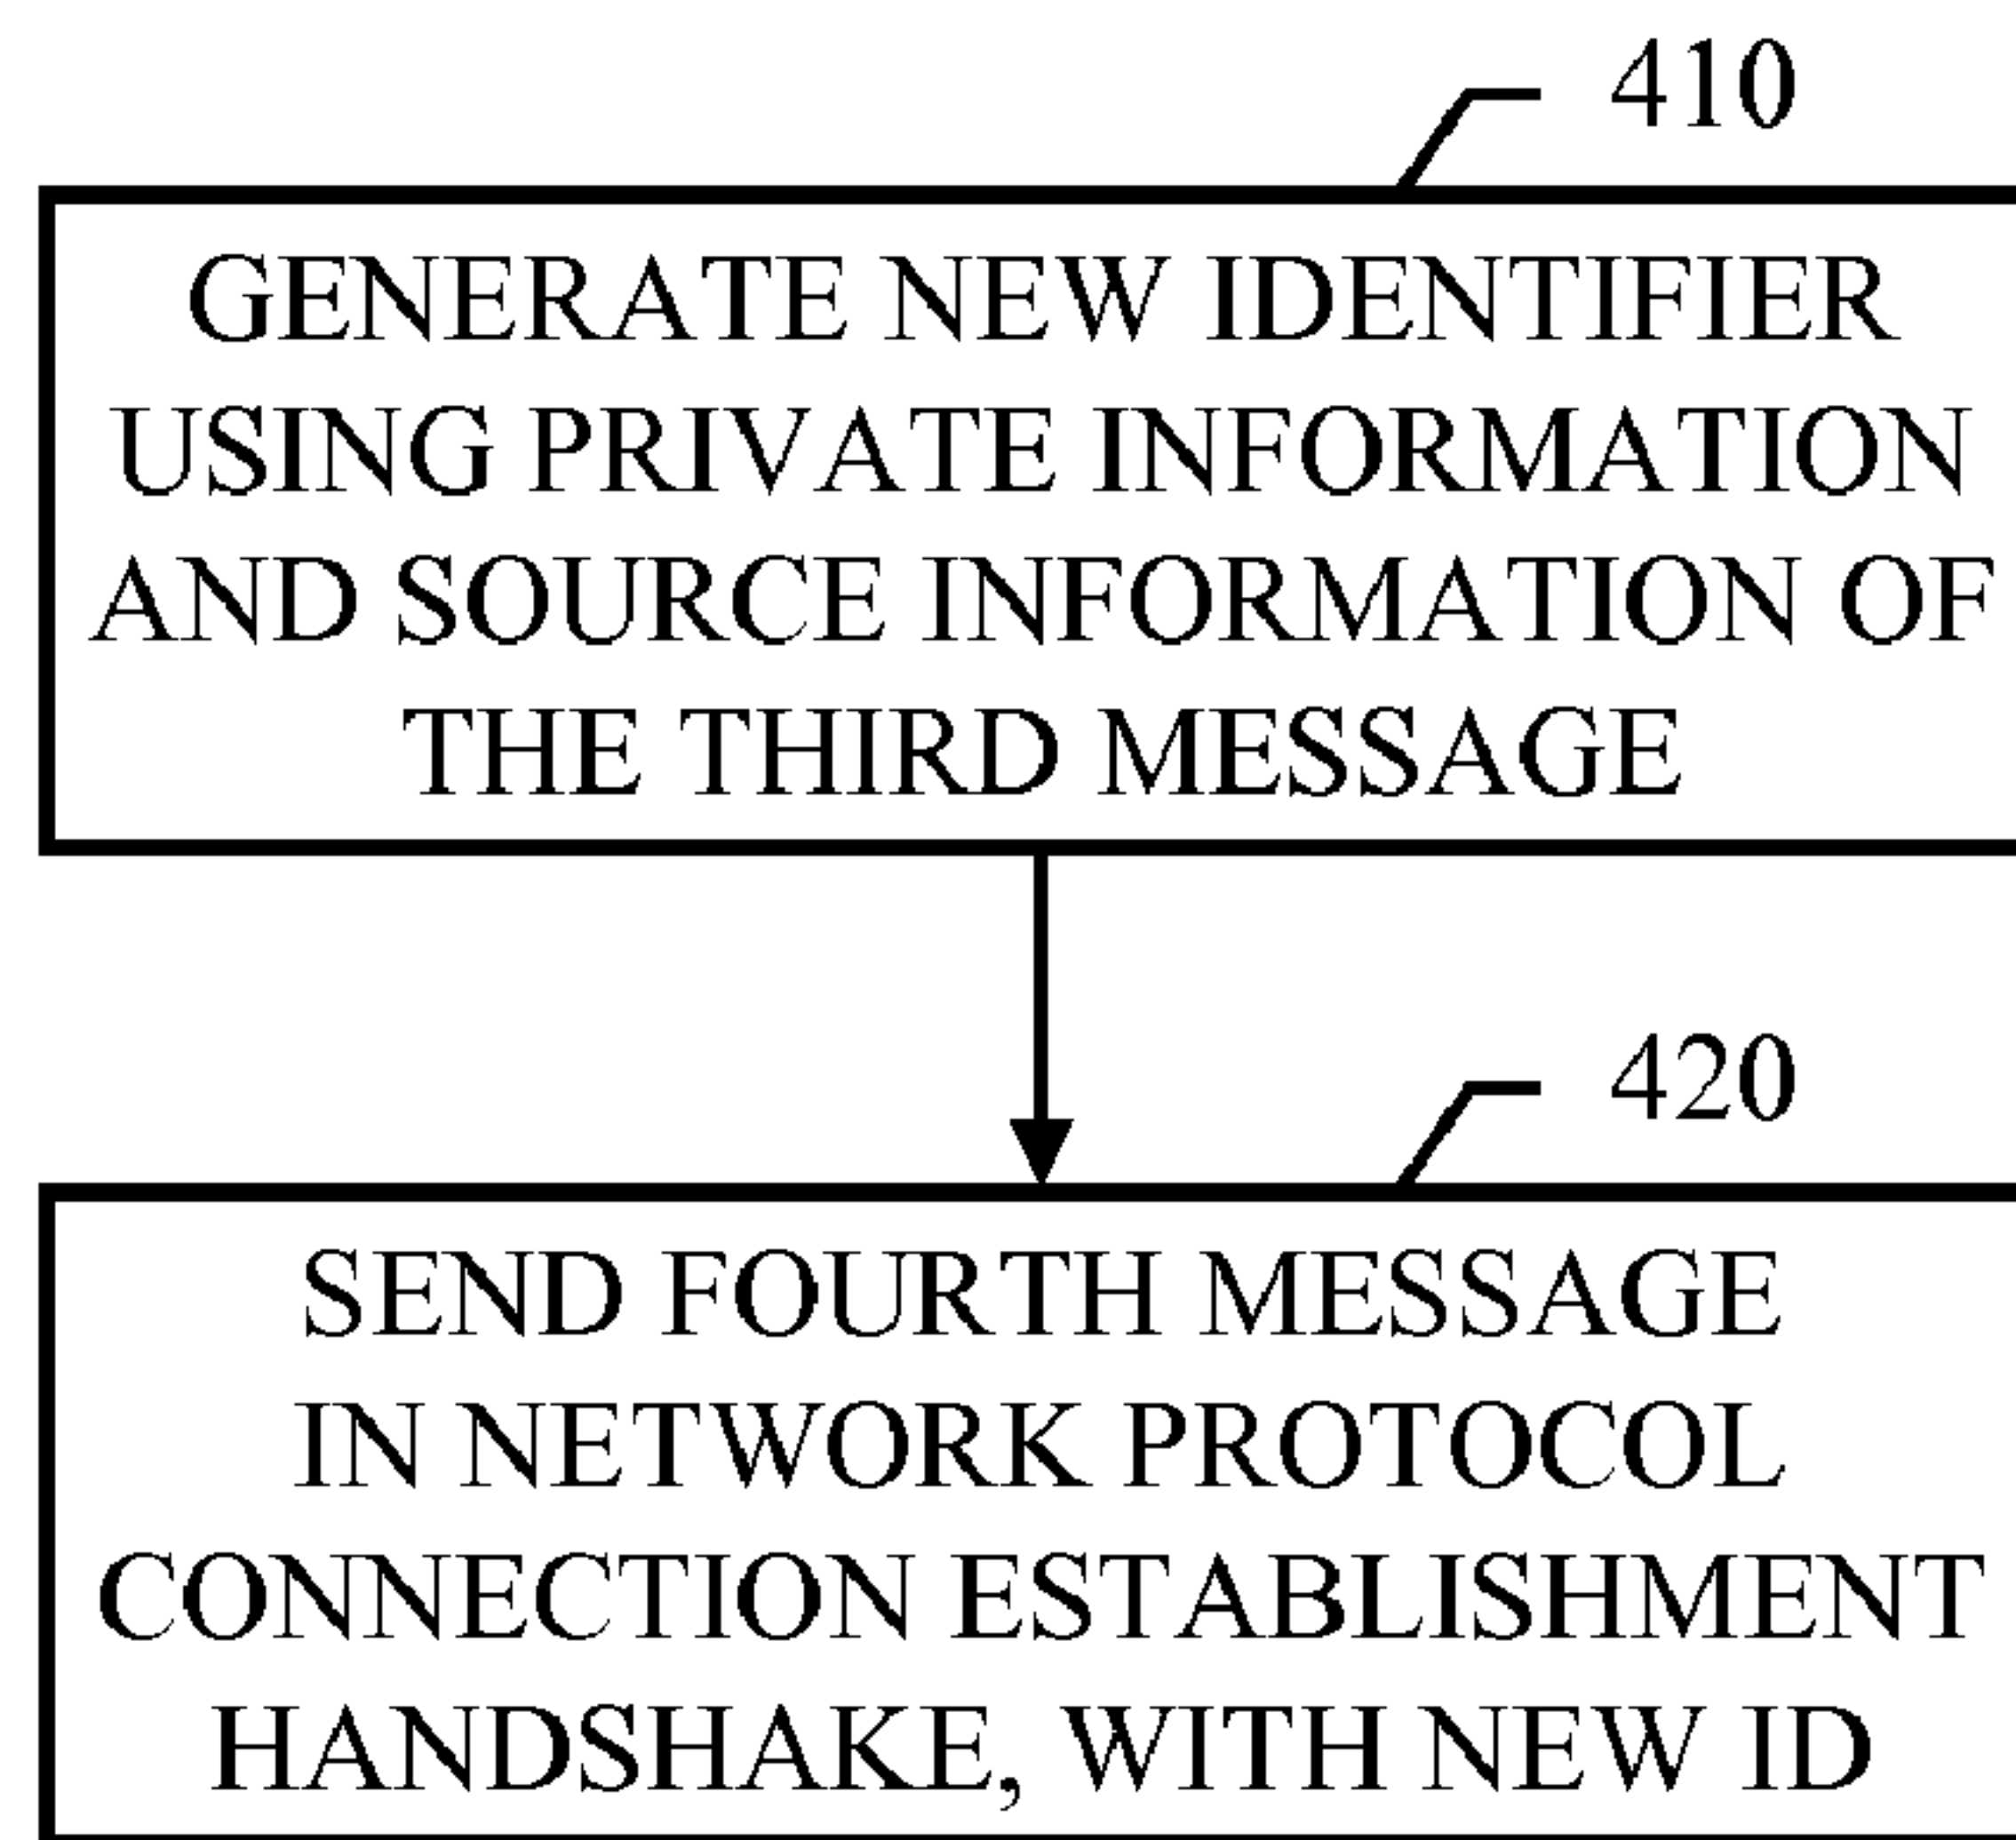 410
GENERATE NEW IDENTIFIER
USING PRIVATE INFORMATION
AND SOURCE INFORMATION OF
THE THIRD MESSAGE
420
SEND FOURTH MESSAGE
IN NETWORK PROTOCOL
CONNECTION ESTABLISHMENT
HANDSHAKE, WITH NEW ID